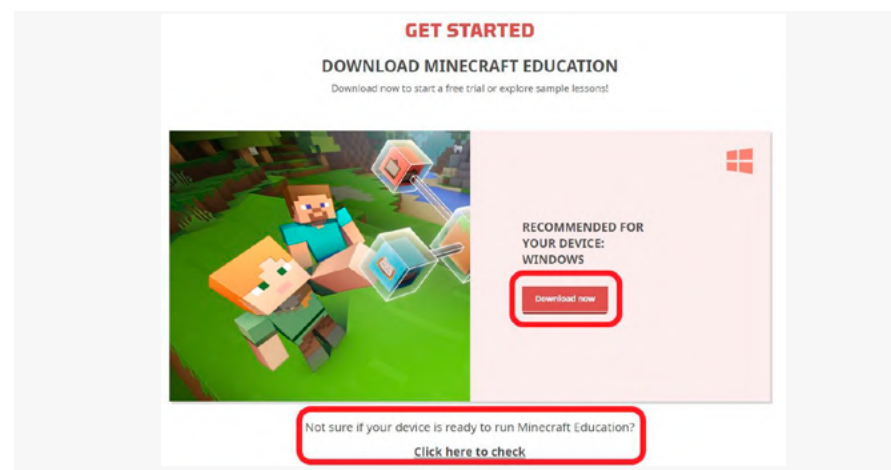 GET STARTED
DOWNLOAD MINECRAFT EDUCATION
Download now to start a free trial or explore sample lessons!
RECOMMENDED FOR
YOUR DEVICE:
WINDOWS
Download now
Not sure if your device is ready to run Minecraft Education?
Click here to check